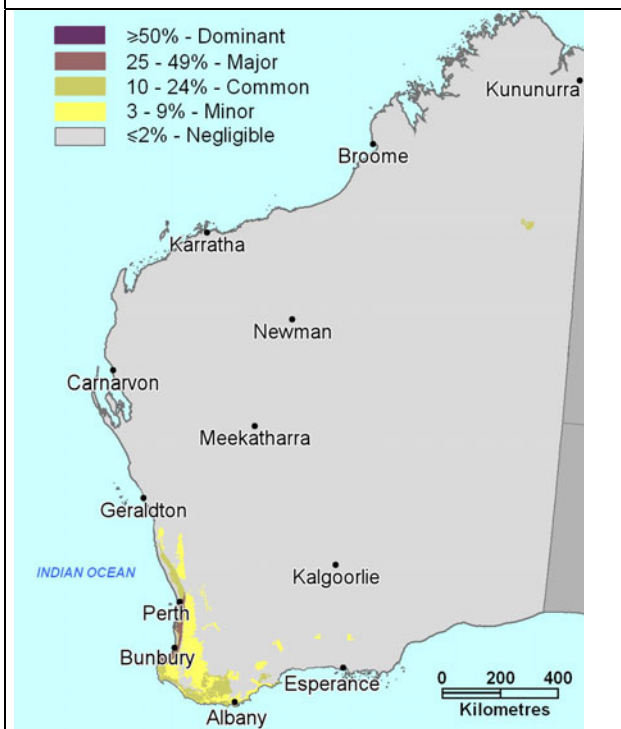 ≥50% - Dominant
25 - 49% - Major
10 - 24% - Common
3 - 9% - Minor
≤2% - Negligible
Kununurra
Broome
Karratha
Newman
Carnarvon
Meekatharra
Geraldton
INDIAN OCEAN
Kalgoorlie
Perth
Bunbury
Esperance
Albany
0 200 400
Kilometres